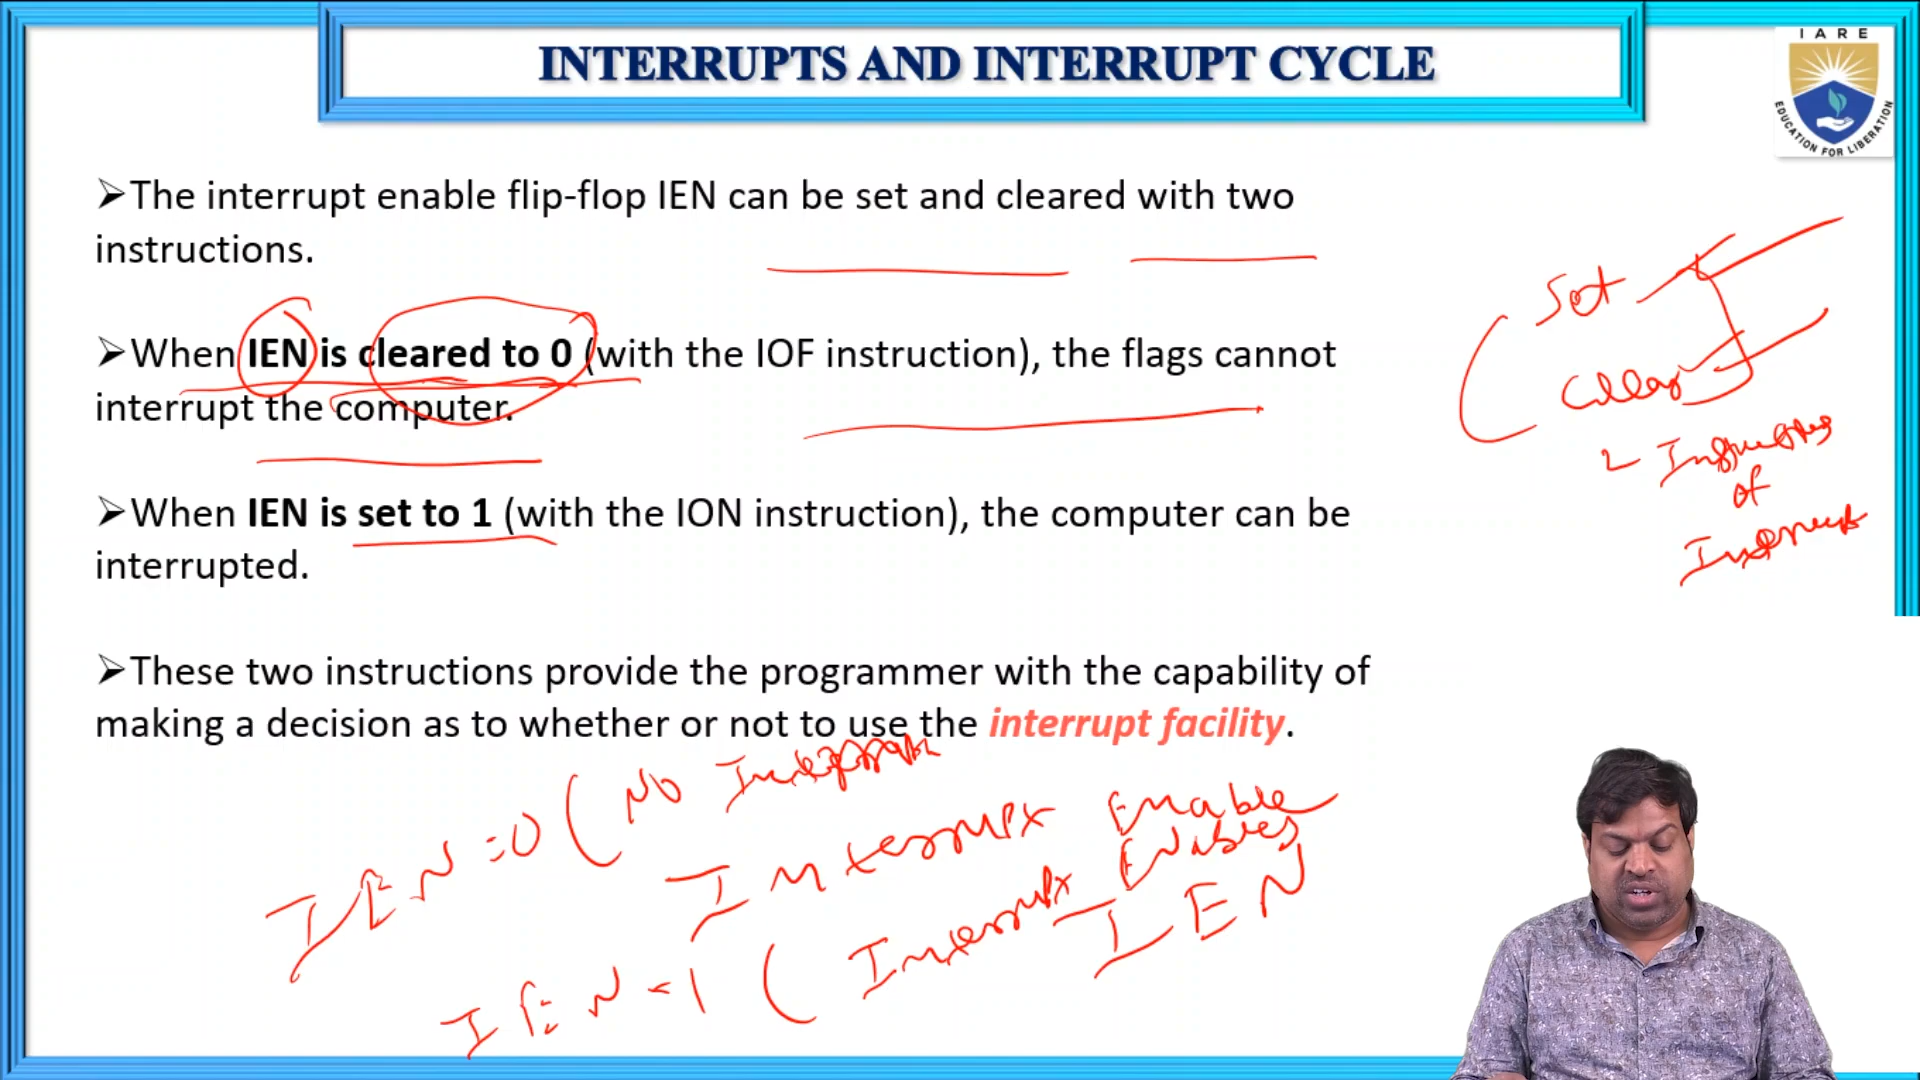 INTERRUPTS AND INTERRUPT CYCLE
IARE
EDUCATION FOR LIBERATION
➢The interrupt enable flip-flop IEN can be set and cleared with two
instructions.
➢When IEN is cleared to 0 (with the IOF instruction), the flags cannot
interrupt the computer.
➢When IEN is set to 1 (with the ION instruction), the computer can be
interrupted.
➢These two instructions provide the programmer with the capability of
making a decision as to whether or not to use the interrupt facility.
Set
of
Interrupt
IEN=0 (No
Interrupt Enable
IEN=1 (Interrupt Enables
IEN